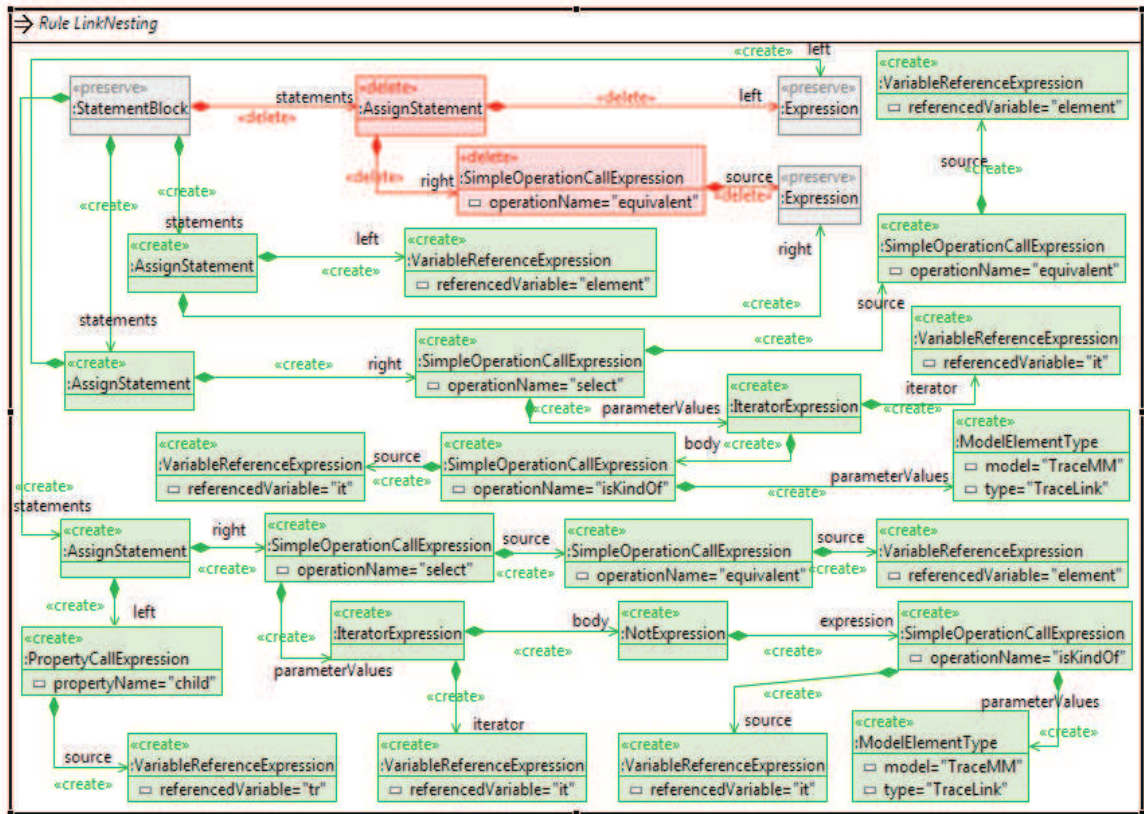 Rule LinkNesting
«create»
left
«preserve»
:StatementBlock
statements
«delete»
«delete»
:AssignStatement
«delete»
left
«preserve»
:Expression
«create»
:VariableReferenceExpression
referencedVariable="element"
«create»
«create»
«delete»
right
«delete»
:SimpleOperationCallExpression
operationName="equivalent"
source
«delete»
«preserve»
:Expression
source
«create»
statements
«create»
:AssignStatement
left
«create»
«create»
:VariableReferenceExpression
referencedVariable="element"
right
«create»
:SimpleOperationCallExpression
operationName="equivalent"
«create»
source
statements
«create»
:AssignStatement
«create»
right
«create»
:SimpleOperationCallExpression
operationName="select"
«create»
«create»
:VariableReferenceExpression
referencedVariable="it"
iterator
«create»
parameterValues
«create»
:IteratorExpression
«create»
body
«create»
«create»
:VariableReferenceExpression
referencedVariable="it"
source
«create»
«create»
:SimpleOperationCallExpression
operationName="isKindOf"
parameterValues
«create»
«create»
:ModelElementType
model="TraceMM"
type="TraceLink"
«create»
statements
«create»
:AssignStatement
right
«create»
«create»
:SimpleOperationCallExpression
operationName="select"
source
«create»
«create»
:SimpleOperationCallExpression
operationName="equivalent"
source
«create»
«create»
:VariableReferenceExpression
referencedVariable="element"
«create»
left
«create»
:PropertyCallExpression
propertyName="child"
«create»
parameterValues
«create»
:IteratorExpression
body
«create»
«create»
:NotExpression
expression
«create»
«create»
:SimpleOperationCallExpression
operationName="isKindOf"
source
«create»
«create»
:VariableReferenceExpression
referencedVariable="tr"
«create»
iterator
«create»
:VariableReferenceExpression
referencedVariable="it"
«create»
source
«create»
:VariableReferenceExpression
referencedVariable="it"
parameterValues
«create»
«create»
:ModelElementType
model="TraceMM"
type="TraceLink"